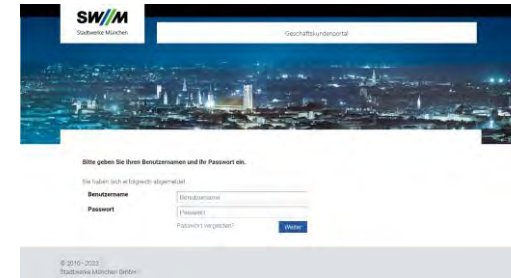 SW//M
Stadtwerke München
Geschäftskundenportal
Bitte geben Sie Ihren Benutzernamen und Ihr Passwort ein.
Sie haben sich erfolgreich abgemeldet.
Benutzername
Benutzername
Passwort
Passwort
Passwort vergessen?
Weiter
© 2016-2023
Stadtwerke München GmbH